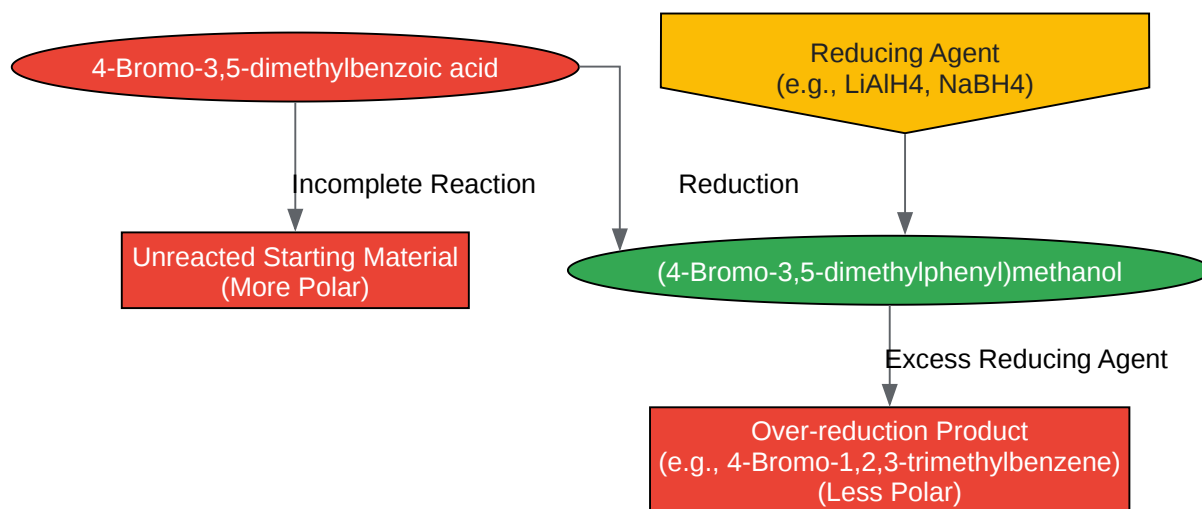 4-Bromo-3,5-dimethylbenzoic acid
Reducing Agent
(e.g., LiAlH4, NaBH4)
Incomplete Reaction
Reduction
Unreacted Starting Material
(More Polar)
(4-Bromo-3,5-dimethylphenyl)methanol
Excess Reducing Agent
Over-reduction Product
(e.g., 4-Bromo-1,2,3-trimethylbenzene)
(Less Polar)